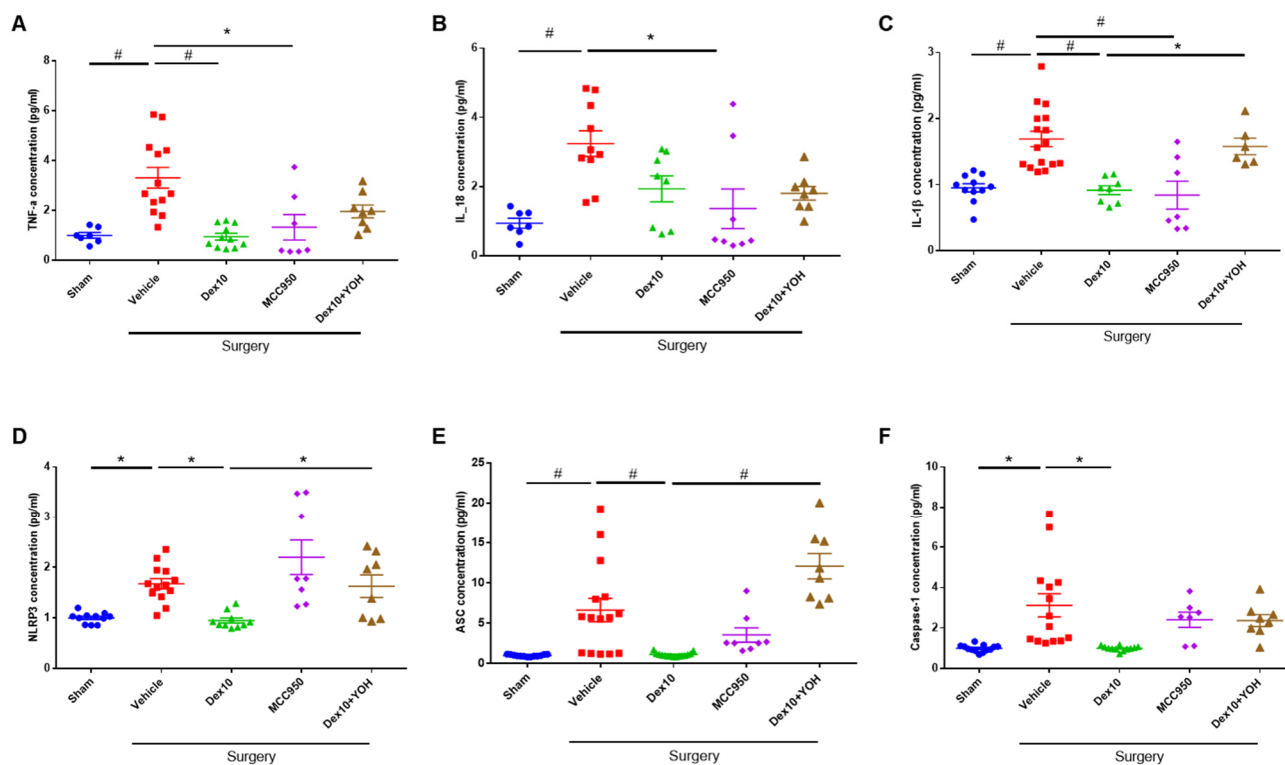 A
TNF-a concentration (pg/ml)
8
6
4
2
0
#
#
*
Sham
Vehicle
Dex10
MCC950
Dex10+YOH
Surgery
B
IL_18 concentration (pg/ml)
6
4
2
0
#
*
Sham
Vehicle
Dex10
MCC950
Dex10+YOH
Surgery
C
IL-1β concentration (pg/ml)
3
2
1
0
#
#
#
*
Sham
Vehicle
Dex10
MCC950
Dex10+YOH
Surgery
D
NLRP3 concentration (pg/ml)
4
3
2
1
0
*
*
*
Sham
Vehicle
Dex10
MCC950
Dex10+YOH
Surgery
E
ASC concentration (pg/ml)
25
20
15
10
5
0
#
#
#
Sham
Vehicle
Dex10
MCC950
Dex10+YOH
Surgery
F
Caspase-1 concentration (pg/ml)
10
8
6
4
2
0
*
*
Sham
Vehicle
Dex10
MCC950
Dex10+YOH
Surgery